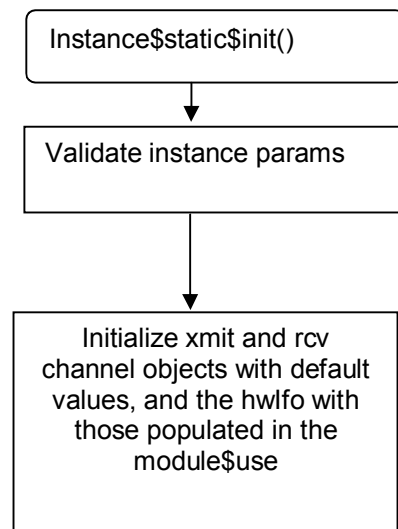 Instance$static$init()
Validate instance params
Initialize xmit and rcv
channel objects with default
values, and the hwIfo with
those populated in the
module$use